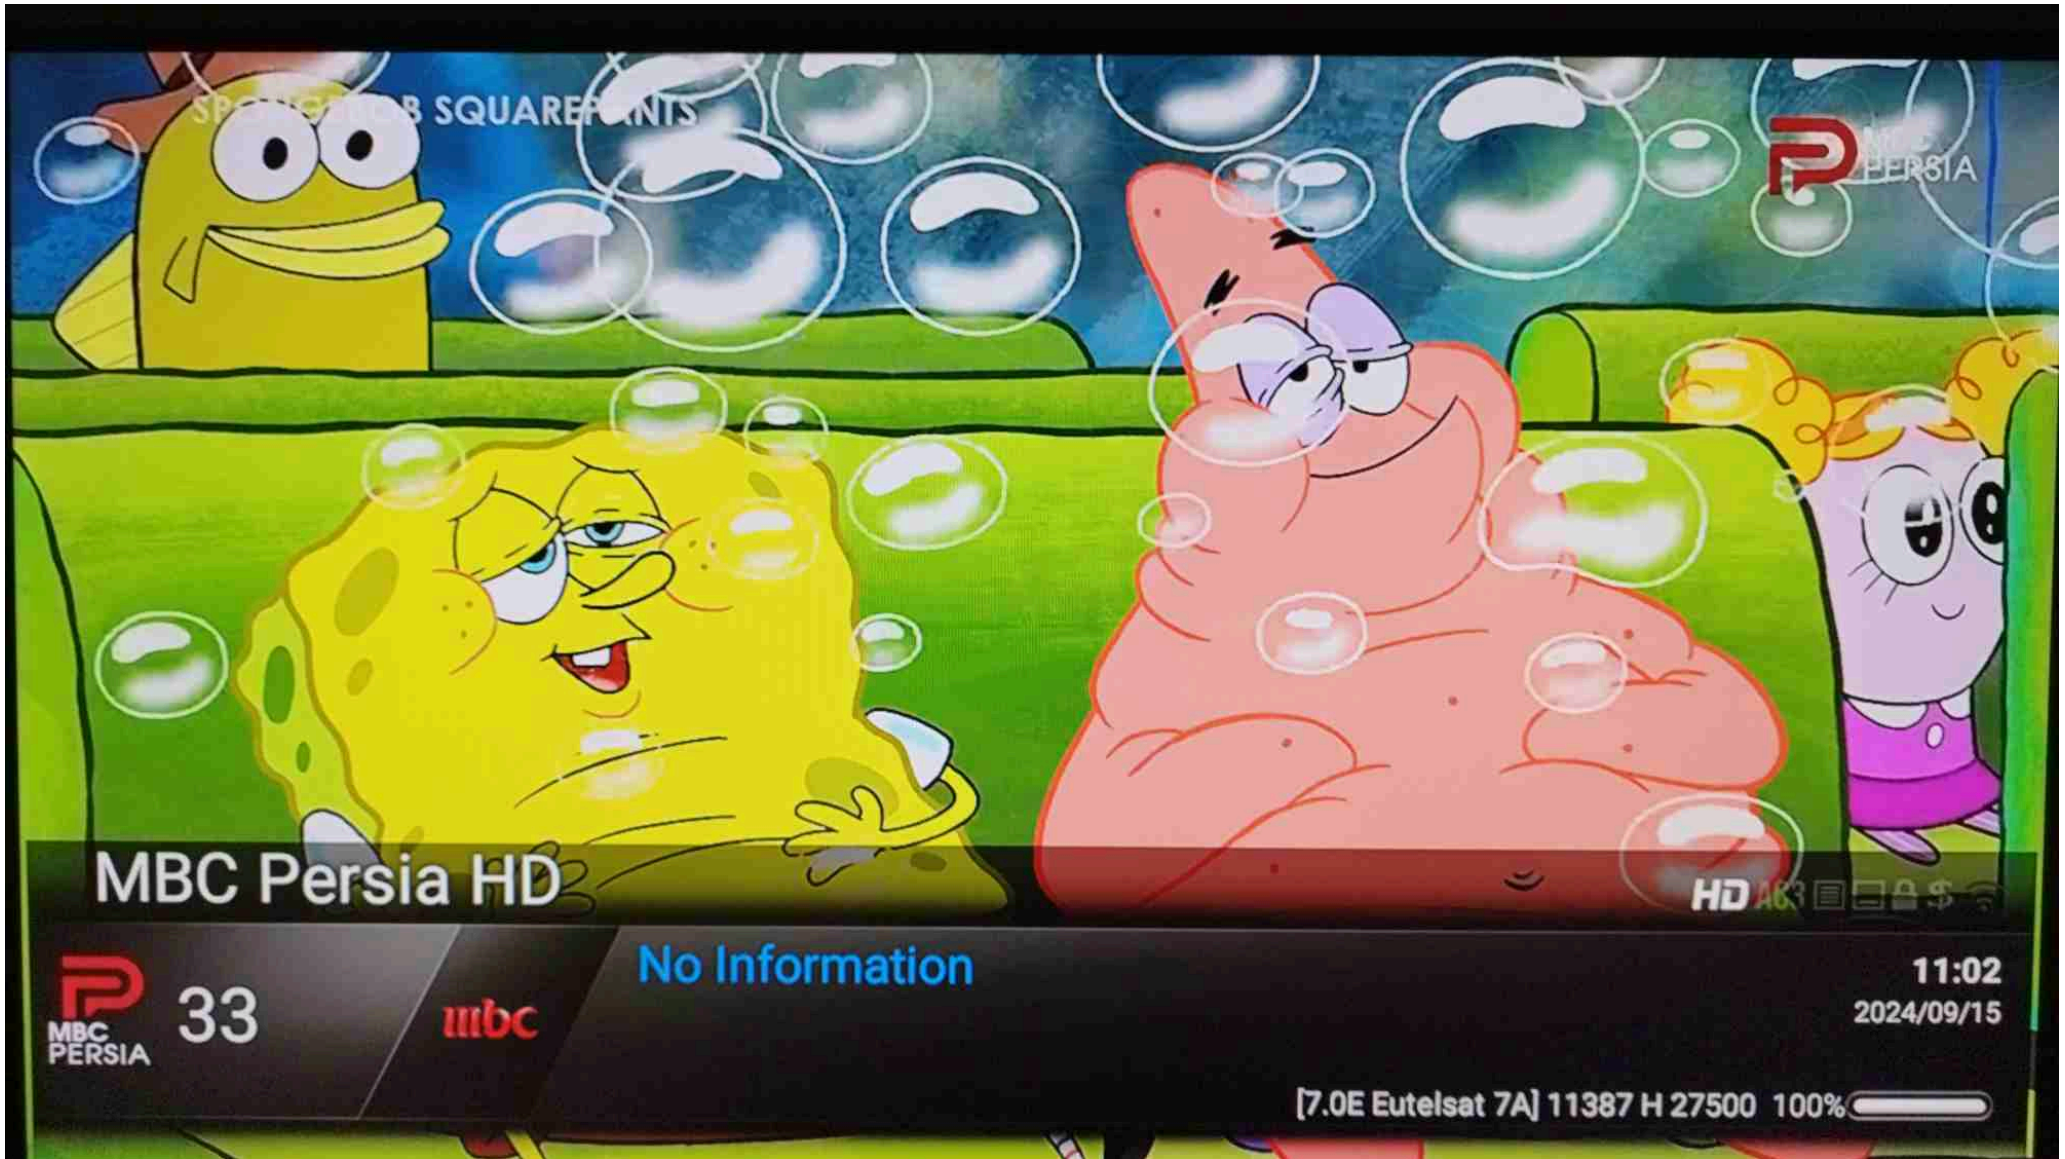 SPONGEBOB SQUAREPANTS
MBC
PERSIA
MBC Persia HD
HD
No Information
11:02
2024/09/15
MBC
PERSIA
33
mbc
[7.0E Eutelsat 7A] 11387 H 27500 100%